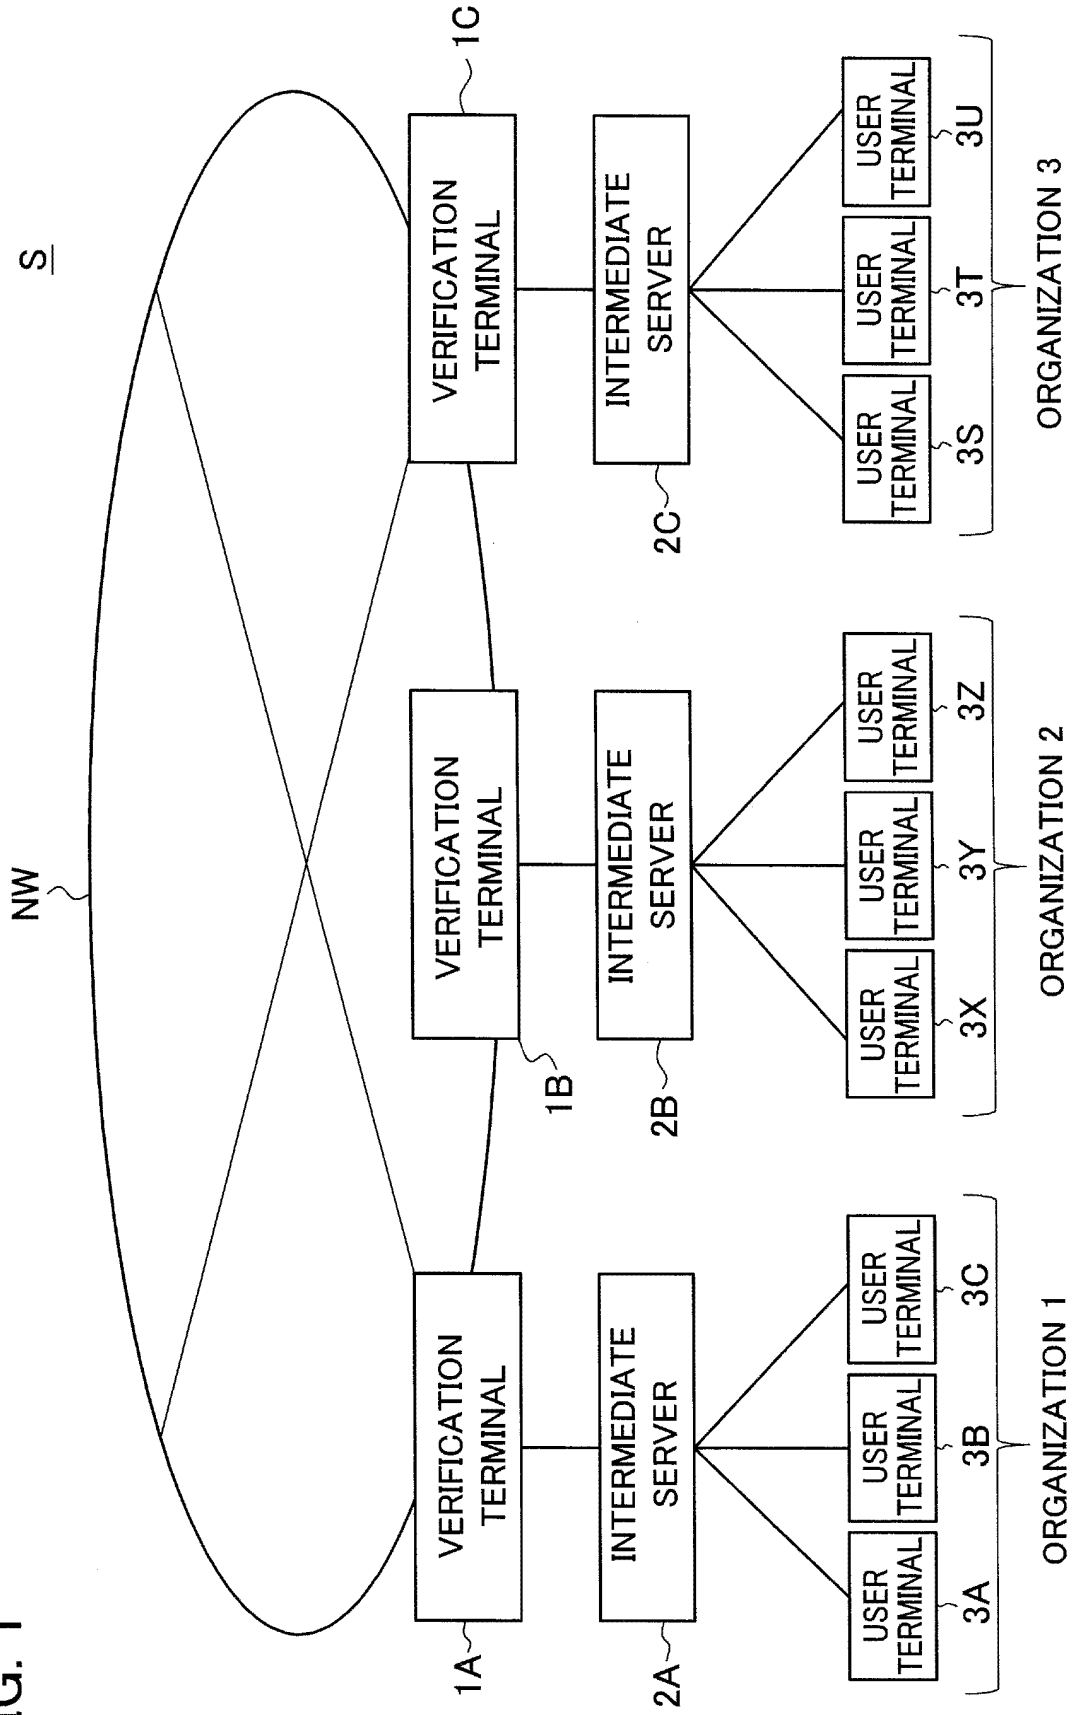 FIG. 1
S
NW
VERIFICATION
TERMINAL
1A
VERIFICATION
TERMINAL
1B
VERIFICATION
TERMINAL
1C
INTERMEDIATE
SERVER
2A
INTERMEDIATE
SERVER
2B
INTERMEDIATE
SERVER
2C
USER
TERMINAL
3A
USER
TERMINAL
3B
USER
TERMINAL
3C
USER
TERMINAL
3X
USER
TERMINAL
3Y
USER
TERMINAL
3Z
USER
TERMINAL
3S
USER
TERMINAL
3T
USER
TERMINAL
3U
ORGANIZATION 1
ORGANIZATION 2
ORGANIZATION 3